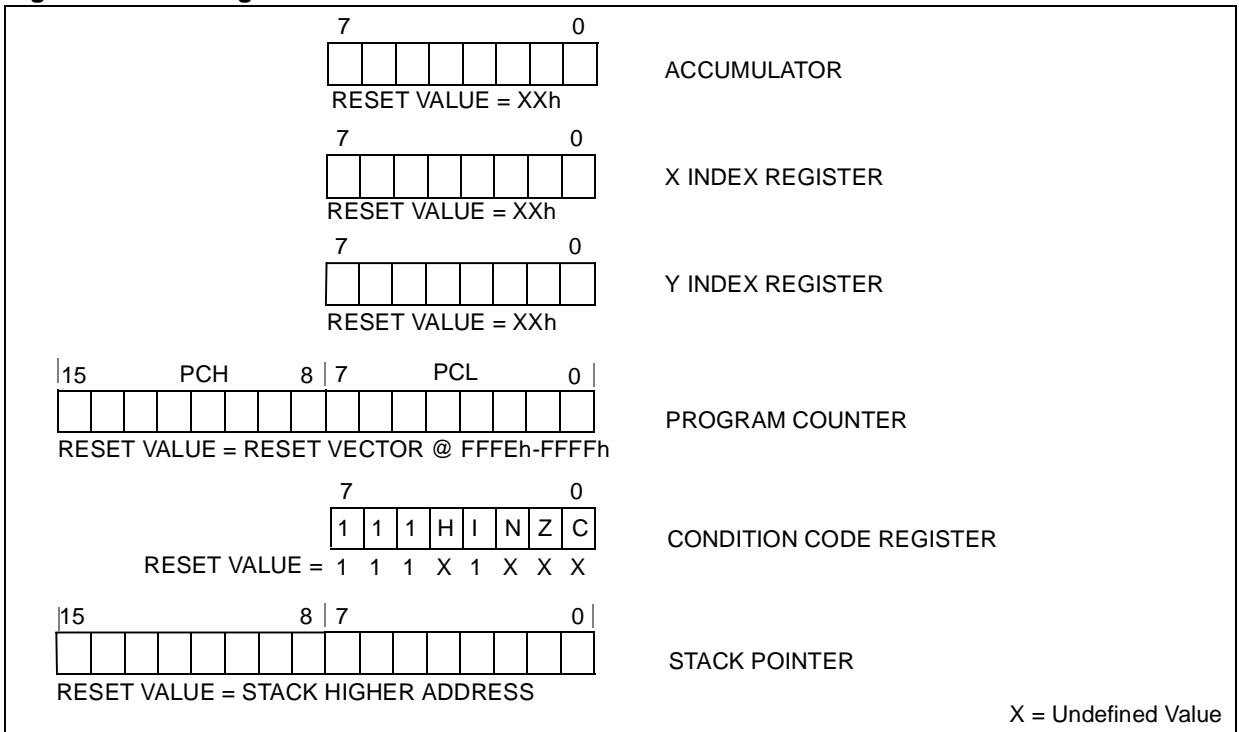 7 0
ACCUMULATOR
RESET VALUE = XXh
7 0
X INDEX REGISTER
RESET VALUE = XXh
7 0
Y INDEX REGISTER
RESET VALUE = XXh
15 PCH 8 7 PCL 0
PROGRAM COUNTER
RESET VALUE = RESET VECTOR @ FFFEh-FFFFh
7 0
1 1 1 H I N Z C
CONDITION CODE REGISTER
RESET VALUE = 1 1 1 X 1 X X X
15 8 7 0
STACK POINTER
RESET VALUE = STACK HIGHER ADDRESS
X = Undefined Value